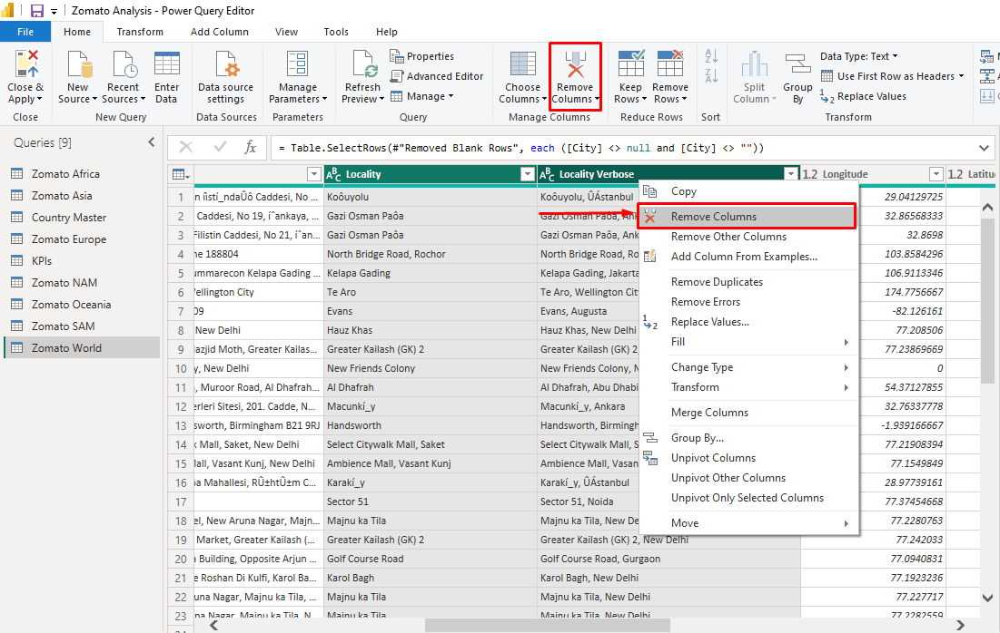 Zomato Analysis - Power Query Editor
File Home Transform Add Column View Tools Help
Close & Apply
New Source
Recent Sources
Enter Data
Data source settings
Manage Parameters
Refresh Preview
Properties
Advanced Editor
Manage
Choose Columns
Remove Columns
Keep Rows
Remove Rows
Split Column
Group By
Data Type: Text
Use First Row as Headers
Replace Values
Close New Query Data Sources Parameters Query Manage Columns Reduce Rows Sort Transform
Queries [9]
= Table.SelectRows(#"Removed Blank Rows", each ([City] <> null and [City] <> ""))
Zomato Africa
Zomato Asia
Country Master
Zomato Europe
KPIs
Zomato NAM
Zomato Oceania
Zomato SAM
Zomato World
Locality Locality Verbose 1.2 Longitude 1.2 Latitu
1 n ûistí_ndaÛô Caddesi, No ... Koôuyolu Koôuyolu, ÛÁstanbul 29.04129725
2 Caddesi, No 19, í^ankaya, ... Gazi Osman Paôa Gazi Osman Paôa, Ank 32.86568333
3 Filistin Caddesi, No 21, í^an... Gazi Osman Paôa 32.8698
4 ne 188804 North Bridge Road, Rochor North Bridge Road, Ro 103.8584296
5 ummarecon Kelapa Gading ... Kelapa Gading Kelapa Gading, Jakarta 106.9113346
6 Wellington City Te Aro Te Aro, Wellington Cit 174.7756667
7 09 Evans Evans, Augusta -82.126161
8 New Delhi Hauz Khas Hauz Khas, New Delhi 77.208506
9 Masjid Moth, Greater Kailas... Greater Kailash (GK) 2 Greater Kailash (GK) 2 77.23869669
10 y, New Delhi New Friends Colony New Friends Colony, N 0
11 , Muroor Road, Al Dhafrah... Al Dhafrah Al Dhafrah, Abu Dhabi 54.37127855
12 erleri Sitesi, 201. Cadde, N... Macunkí_y Macunkí_y, Ankara 32.76337778
13 dsworth, Birmingham B21 9RJ Handsworth Handsworth, Birmingh -1.939166667
14 k Mall, Saket, New Delhi Select Citywalk Mall, Saket Select Citywalk Mall, S 77.21908394
15 Mall, Vasant Kunj, New Delhi Ambience Mall, Vasant Kunj Ambience Mall, Vasan 77.1549849
16 a Mahallesi, RÛ±htÛ±m C... Karakí_y Karakí_y, ÛÁstanbul 28.97739161
17 Sector 51 Sector 51, Noida 77.37454668
18 el, New Aruna Nagar, Majn... Majnu ka Tila Majnu ka Tila, New De 77.2280763
19 Market, Greater Kailash (... Greater Kailash (GK) 2 Greater Kailash (GK) 2, New Delhi 77.242033
20 a Building, Opposite Arjun ... Golf Course Road Golf Course Road, Gurgaon 77.0940831
21 e Roshan Di Kulfi, Karol Ba... Karol Bagh Karol Bagh, New Delhi 77.1923236
22 una Nagar, Majnu ka Tila, ... Majnu ka Tila Majnu ka Tila, New Delhi 77.227717
23 na Nagar, Majnu ka Tila, N... Majnu ka Tila Majnu ka Tila, New Delhi 77.2282559
Copy
Remove Columns
Remove Other Columns
Add Column From Examples...
Remove Duplicates
Remove Errors
Replace Values...
Fill
Change Type
Transform
Merge Columns
Group By...
Unpivot Columns
Unpivot Other Columns
Unpivot Only Selected Columns
Move